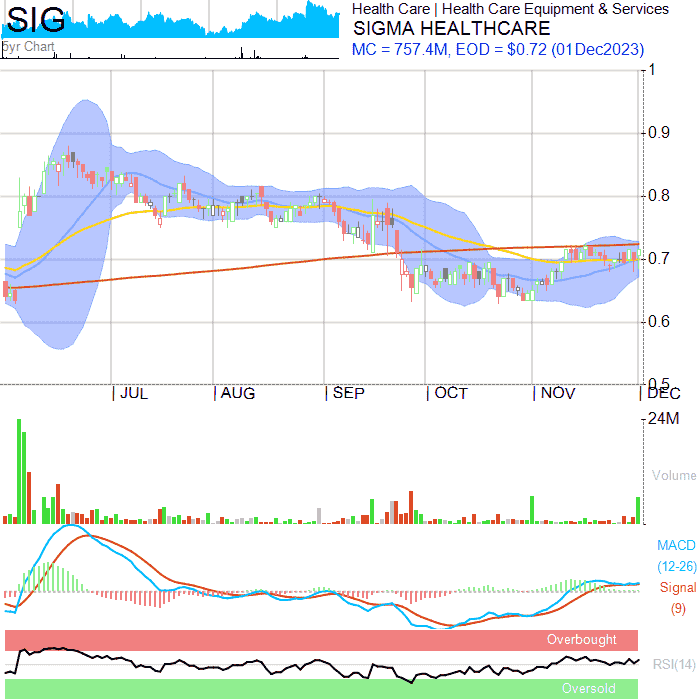 SIG
5yr Chart
Health Care | Health Care Equipment & Services
SIGMA HEALTHCARE
MC = 757.4M, EOD = $0.72 (01Dec2023)
1
0.9
0.8
0.7
0.6
0.5
JUL
AUG
SEP
OCT
NOV
DEC
24M
Volume
MACD
(12-26)
Signal
(9)
Overbought
RSI(14)
Oversold